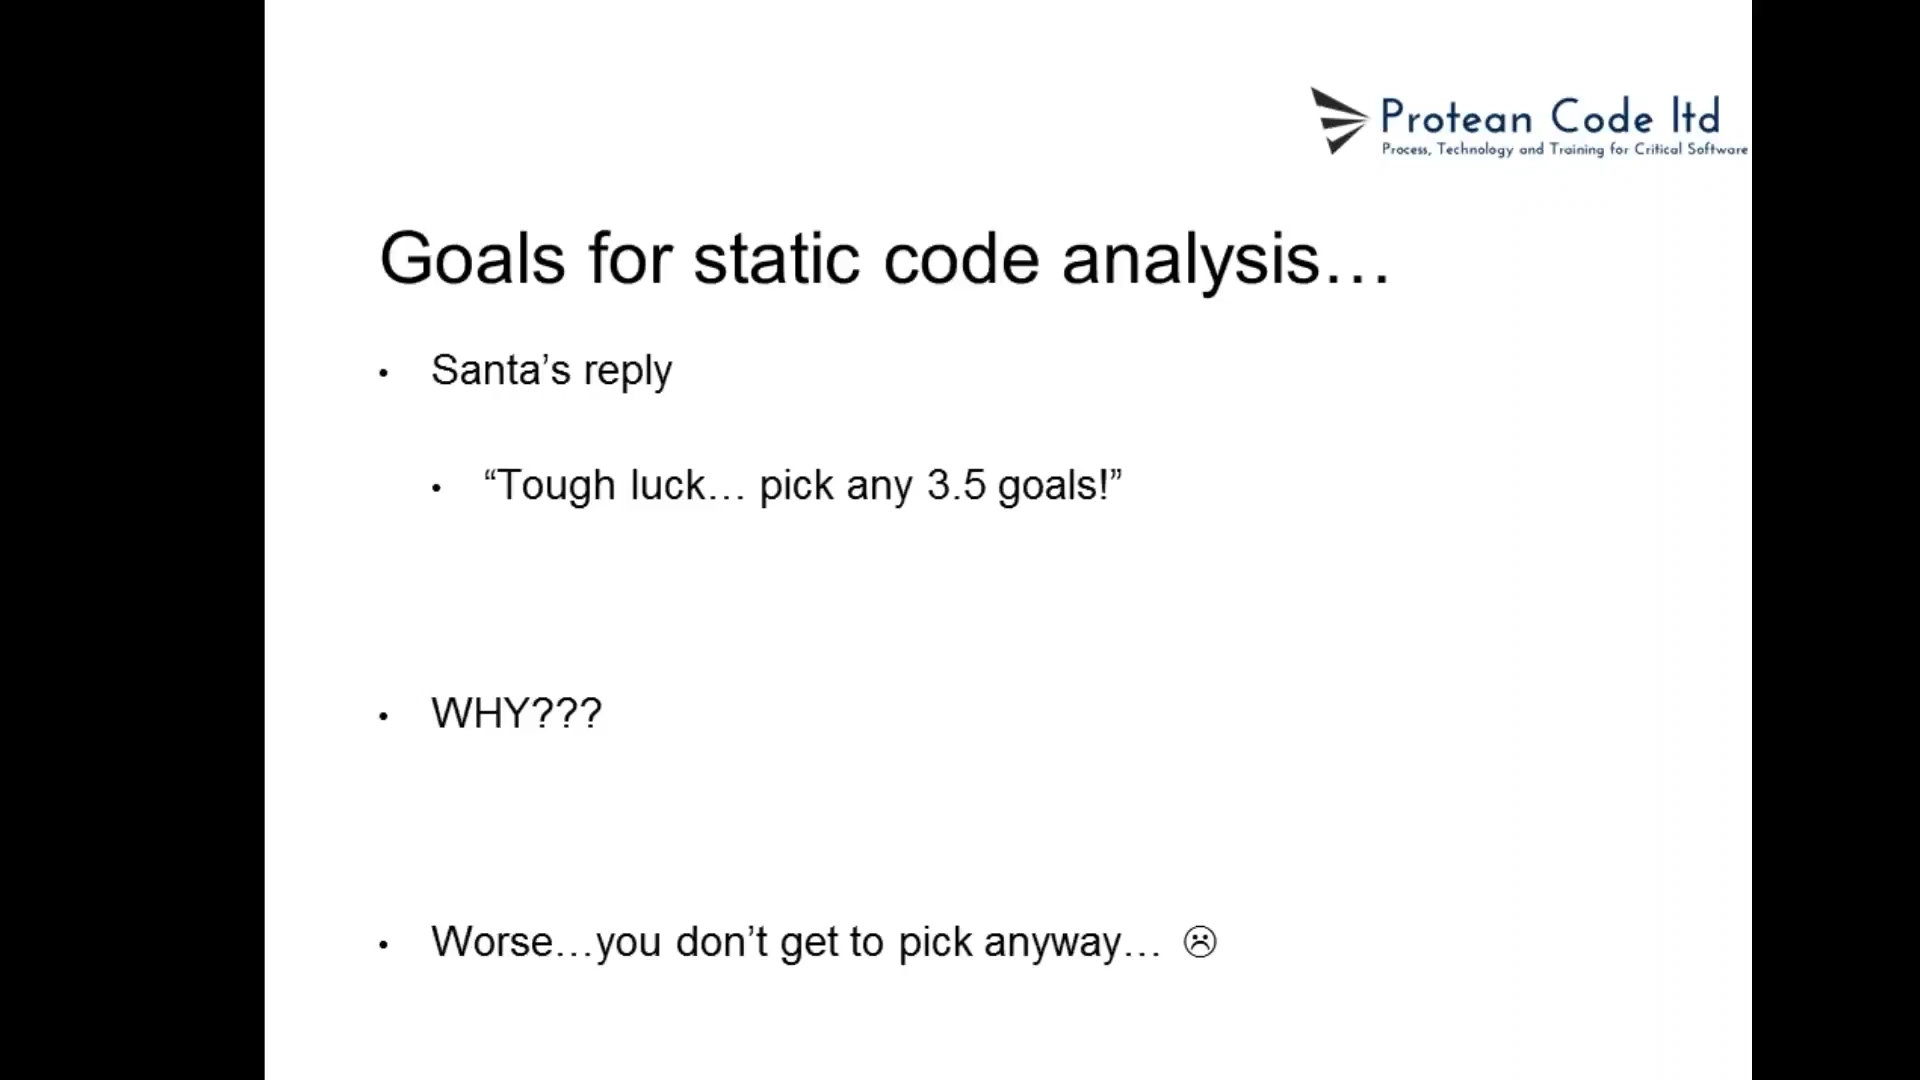 Protean Code ltd
Process, Technology and Training for Critical Software
Goals for static code analysis…
• Santa’s reply
• “Tough luck… pick any 3.5 goals!”
• WHY???
• Worse…you don’t get to pick anyway… ☹